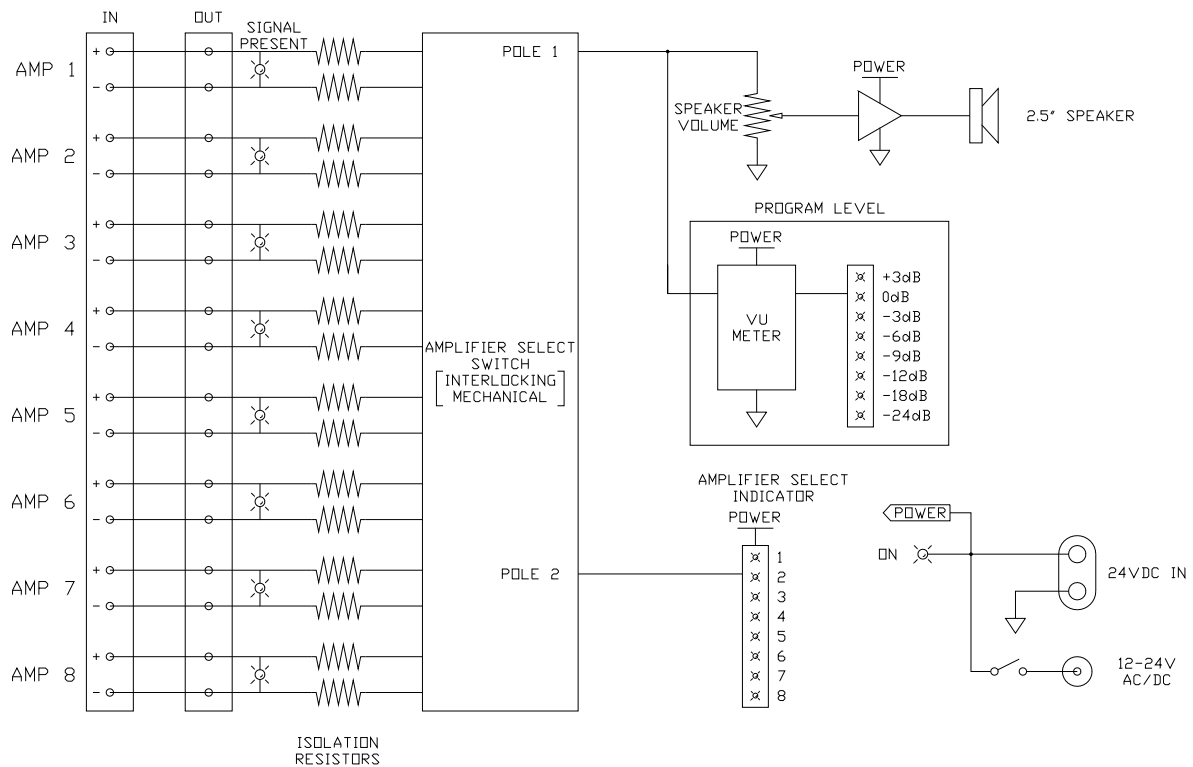 IN
OUT
SIGNAL
PRESENT
AMP 1
+
−
AMP 2
+
−
AMP 3
+
−
AMP 4
+
−
AMP 5
+
−
AMP 6
+
−
AMP 7
+
−
AMP 8
+
−
ISOLATION
RESISTORS
POLE 1
AMPLIFIER SELECT
SWITCH
[INTERLOCKING
MECHANICAL]
POLE 2
SPEAKER
VOLUME
POWER
2.5" SPEAKER
PROGRAM LEVEL
POWER
VU
METER
+3dB
0dB
-3dB
-6dB
-9dB
-12dB
-18dB
-24dB
AMPLIFIER SELECT
INDICATOR
POWER
1
2
3
4
5
6
7
8
POWER
ON
24VDC IN
12-24V
AC/DC